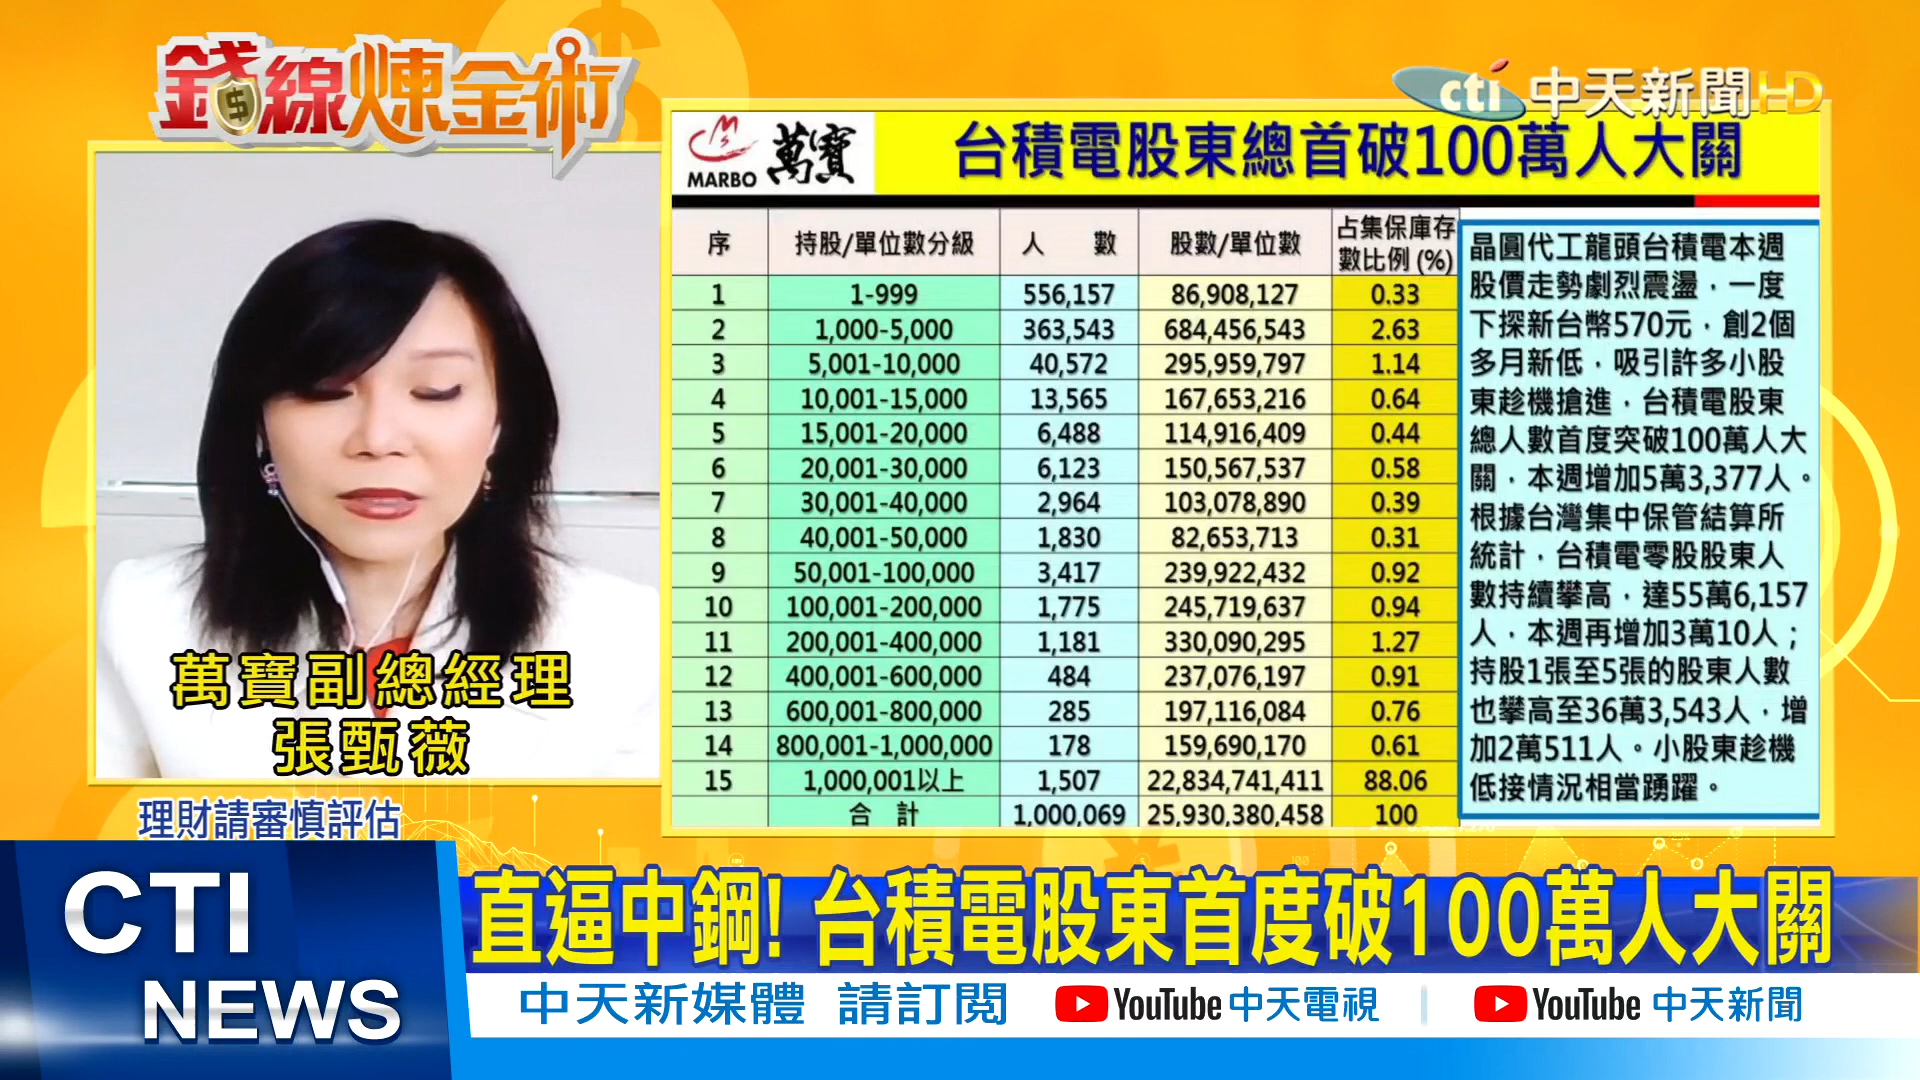 錢線煉金術
cti 中天新聞HD
MARBO 萬寶
台積電股東總首破100萬人大關
序 持股/單位數分級 人 數 股數/單位數 占集保庫存數比例 (%)
1 1-999 556,157 86,908,127 0.33
2 1,000-5,000 363,543 684,456,543 2.63
3 5,001-10,000 40,572 295,959,797 1.14
4 10,001-15,000 13,565 167,653,216 0.64
5 15,001-20,000 6,488 114,916,409 0.44
6 20,001-30,000 6,123 150,567,537 0.58
7 30,001-40,000 2,964 103,078,890 0.39
8 40,001-50,000 1,830 82,653,713 0.31
9 50,001-100,000 3,417 239,922,432 0.92
10 100,001-200,000 1,775 245,719,637 0.94
11 200,001-400,000 1,181 330,090,295 1.27
12 400,001-600,000 484 237,076,197 0.91
13 600,001-800,000 285 197,116,084 0.76
14 800,001-1,000,000 178 159,690,170 0.61
15 1,000,001以上 1,507 22,834,741,411 88.06
合 計 1,000,069 25,930,380,458 100
晶圓代工龍頭台積電本週
股價走勢劇烈震盪，一度
下探新台幣570元，創2個
多月新低，吸引許多小股
東趁機搶進，台積電股東
總人數首度突破100萬人大
關，本週增加5萬3,377人。
根據台灣集中保管結算所
統計，台積電零股股東人
數持續攀高，達55萬6,157
人，本週再增加3萬10人；
持股1張至5張的股東人數
也攀高至36萬3,543人，增
加2萬511人。小股東趁機
低接情況相當踴躍。
萬寶副總經理
張甄薇
理財請審慎評估
CTI
NEWS
直逼中鋼! 台積電股東首度破100萬人大關
中天新媒體 請訂閱 YouTube 中天電視 | YouTube 中天新聞